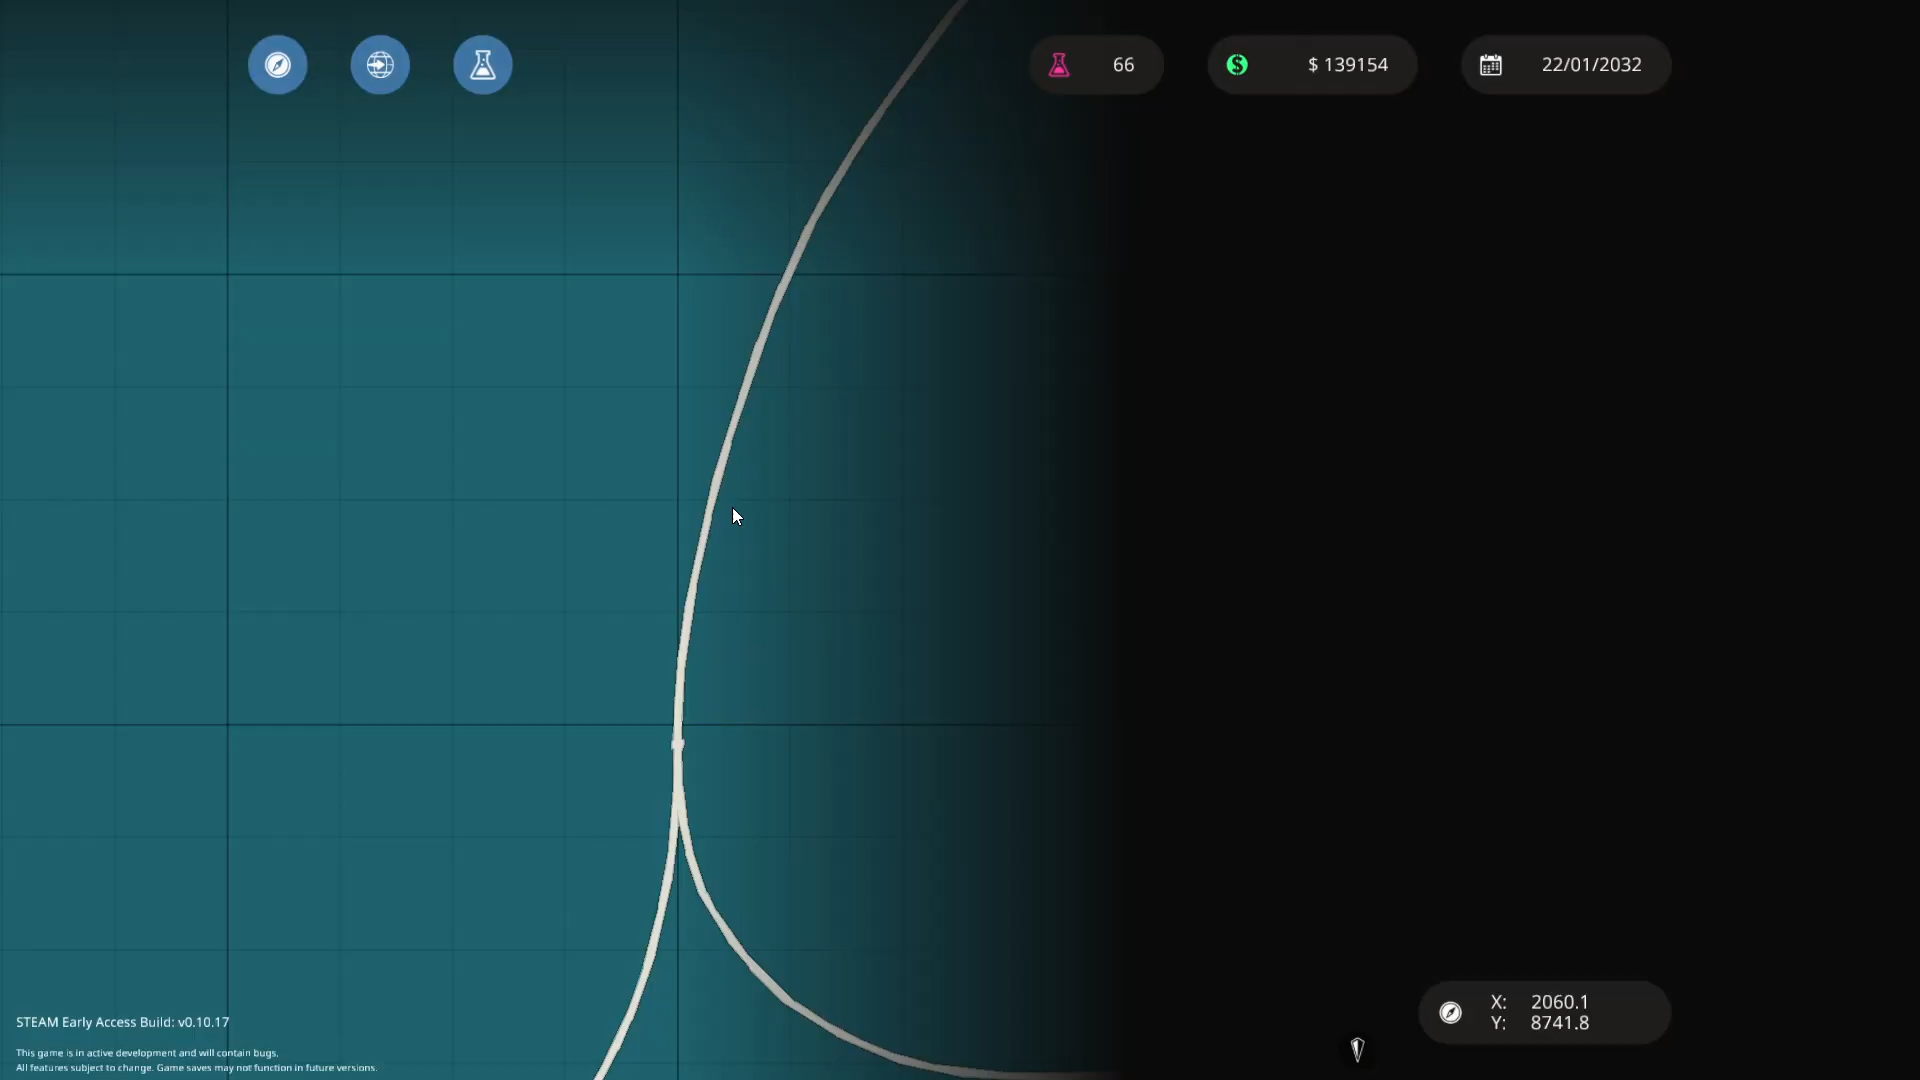 66
$ 139154
22/01/2032
X: 2060.1
Y: 8741.8
STEAM Early Access Build: v0.10.17
This game is in active development and will contain bugs.
All features subject to change. Game saves may not function in future versions.